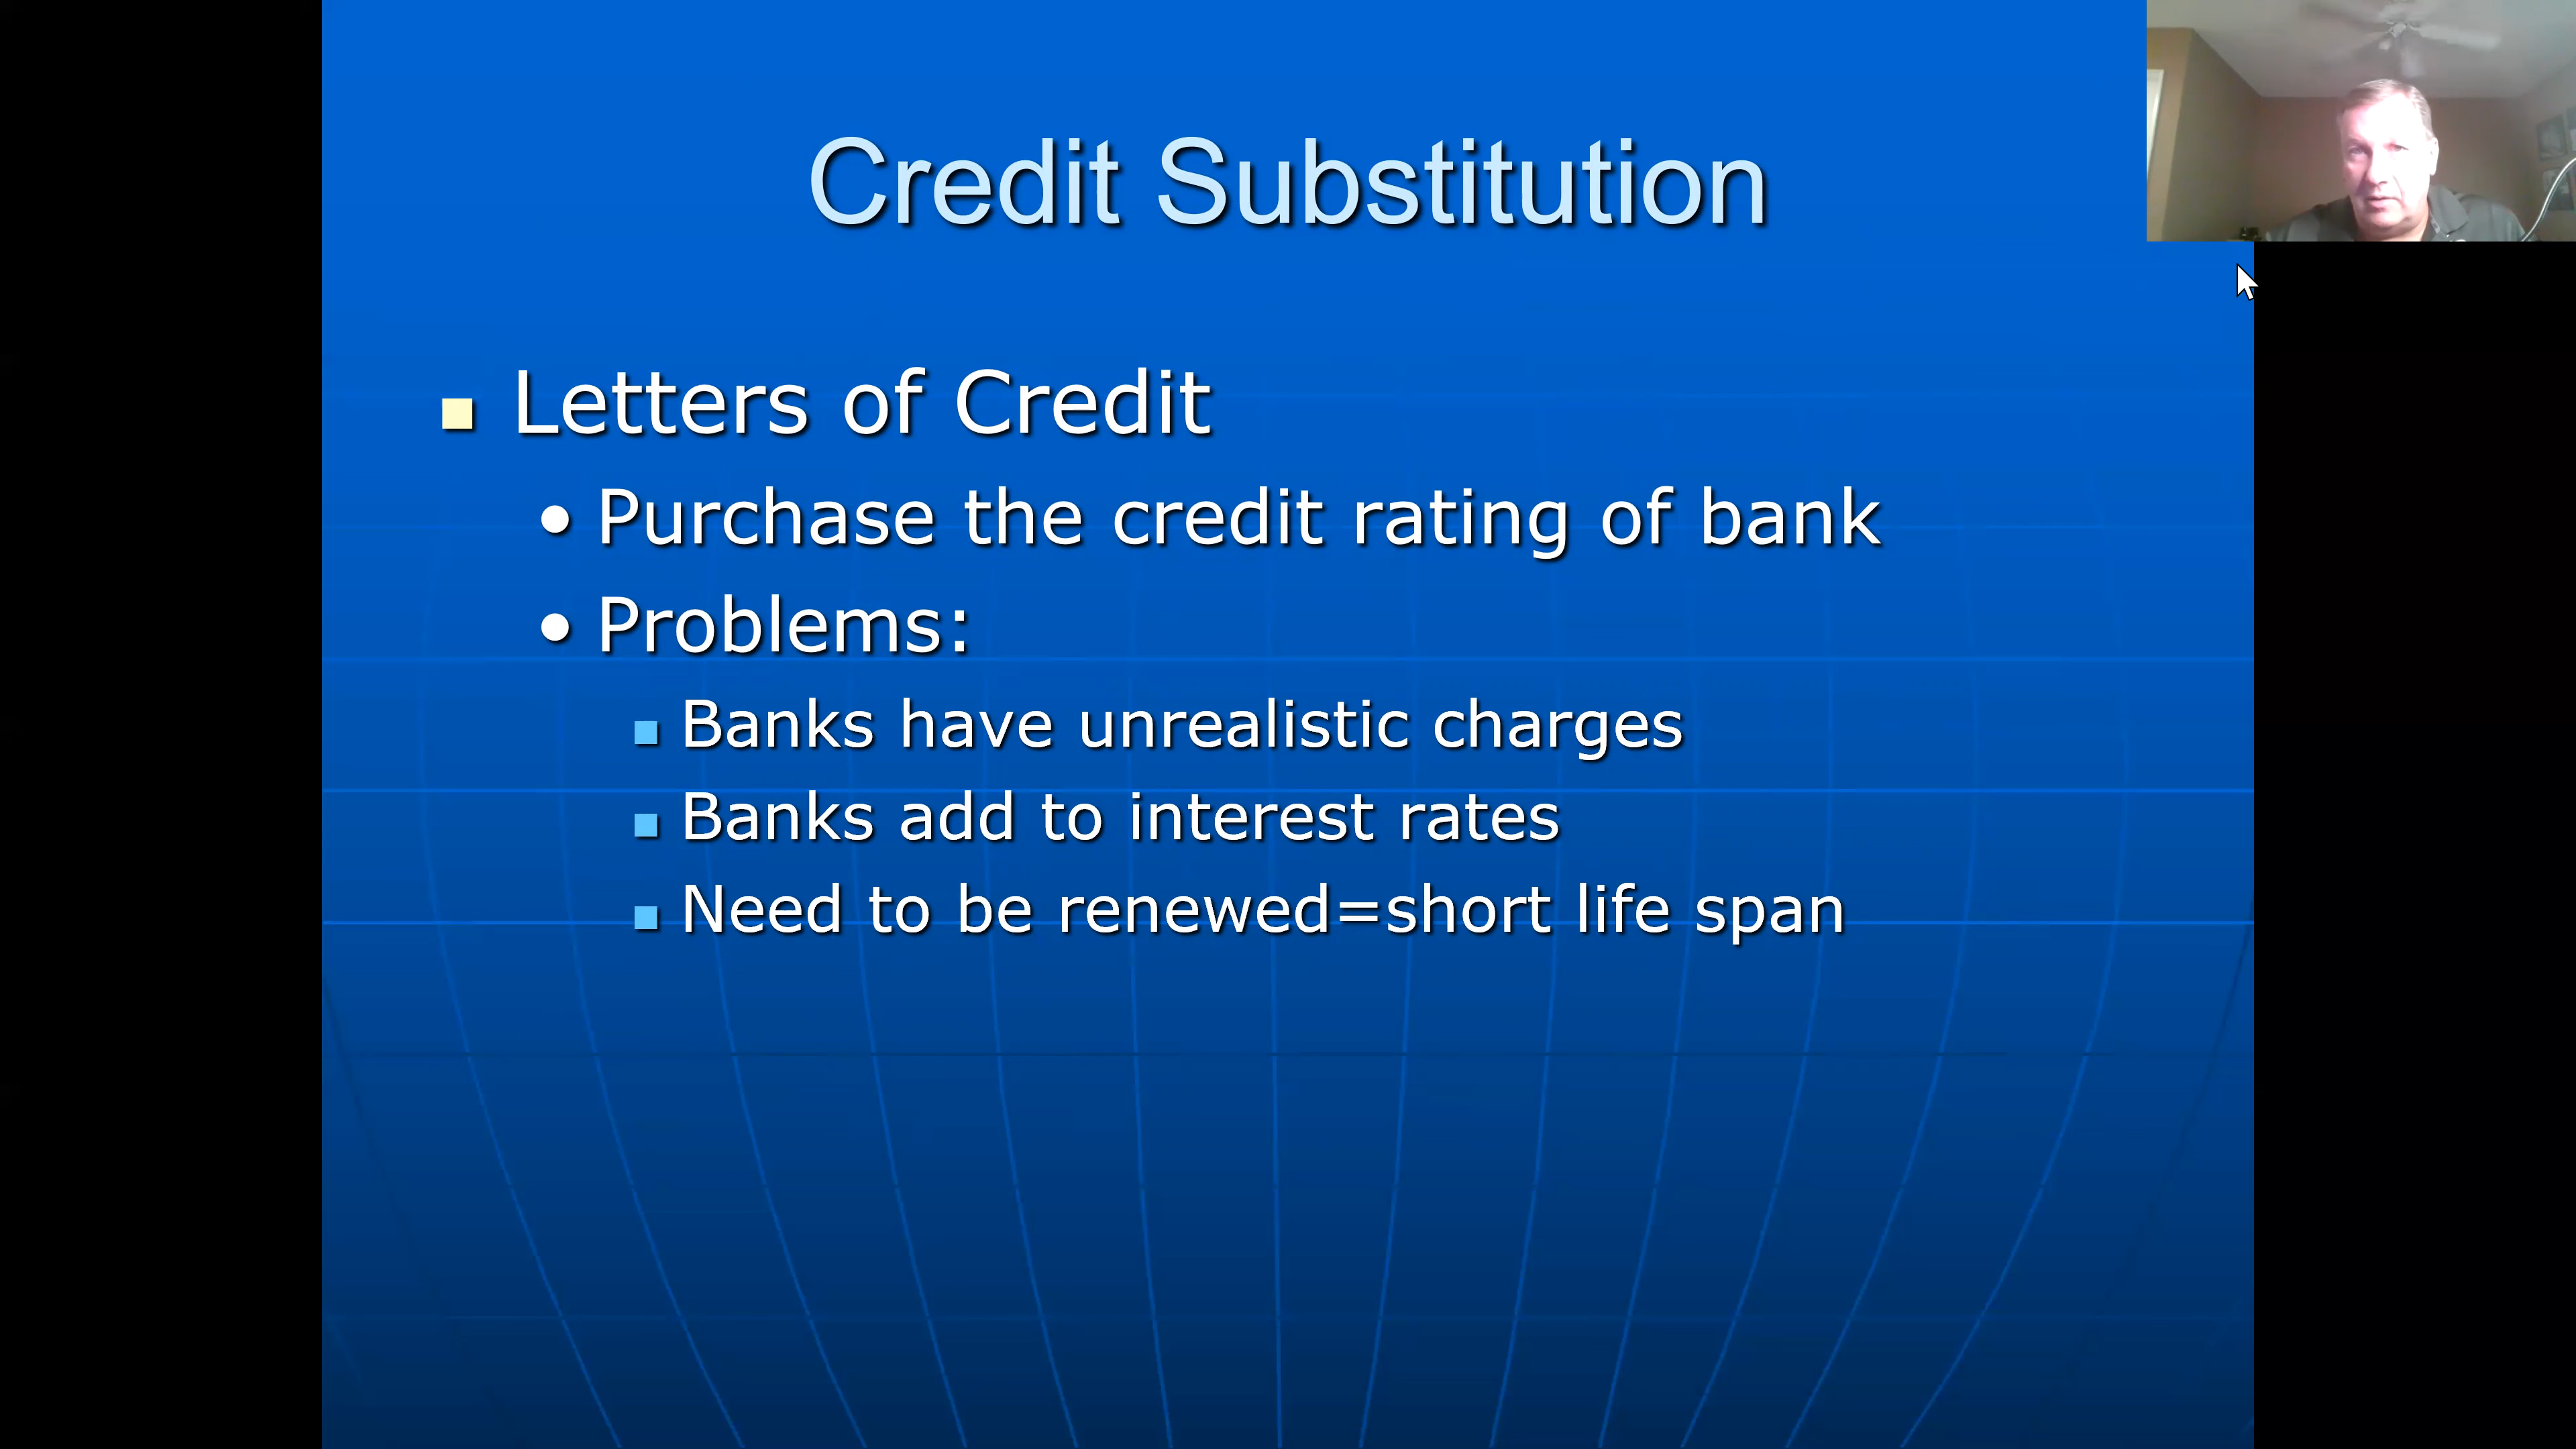 Credit Substitution
Letters of Credit
Purchase the credit rating of bank
Problems:
Banks have unrealistic charges
Banks add to interest rates
Need to be renewed=short life span